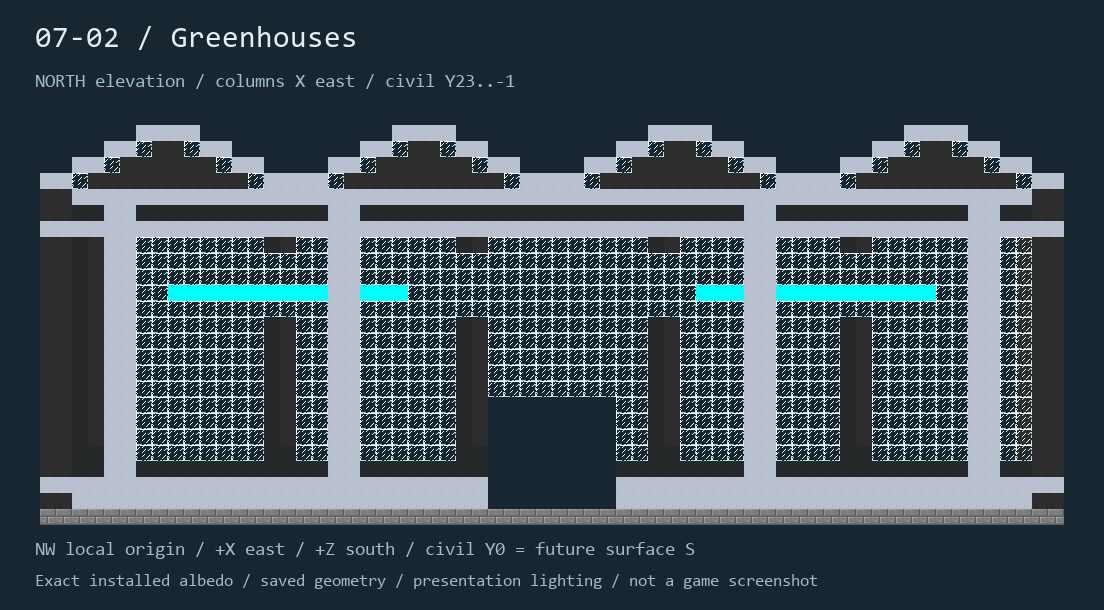 07-02 / Greenhouses
NORTH elevation / columns X east / civil Y23..-1
NW local origin / +X east / +Z south / civil Y0 = future surface S
Exact installed albedo / saved geometry / presentation lighting / not a game screenshot